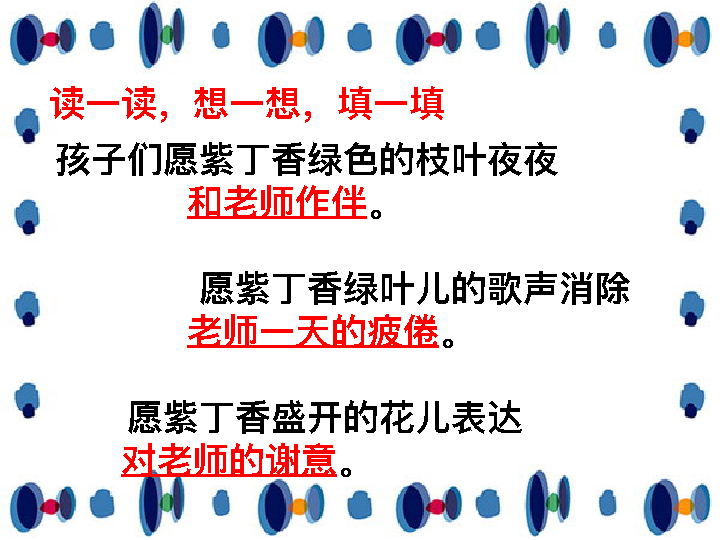 读一读，想一想，填一填
孩子们愿紫丁香绿色的枝叶夜夜
和老师作伴。
愿紫丁香绿叶儿的歌声消除
老师一天的疲倦。
愿紫丁香盛开的花儿表达
对老师的谢意。